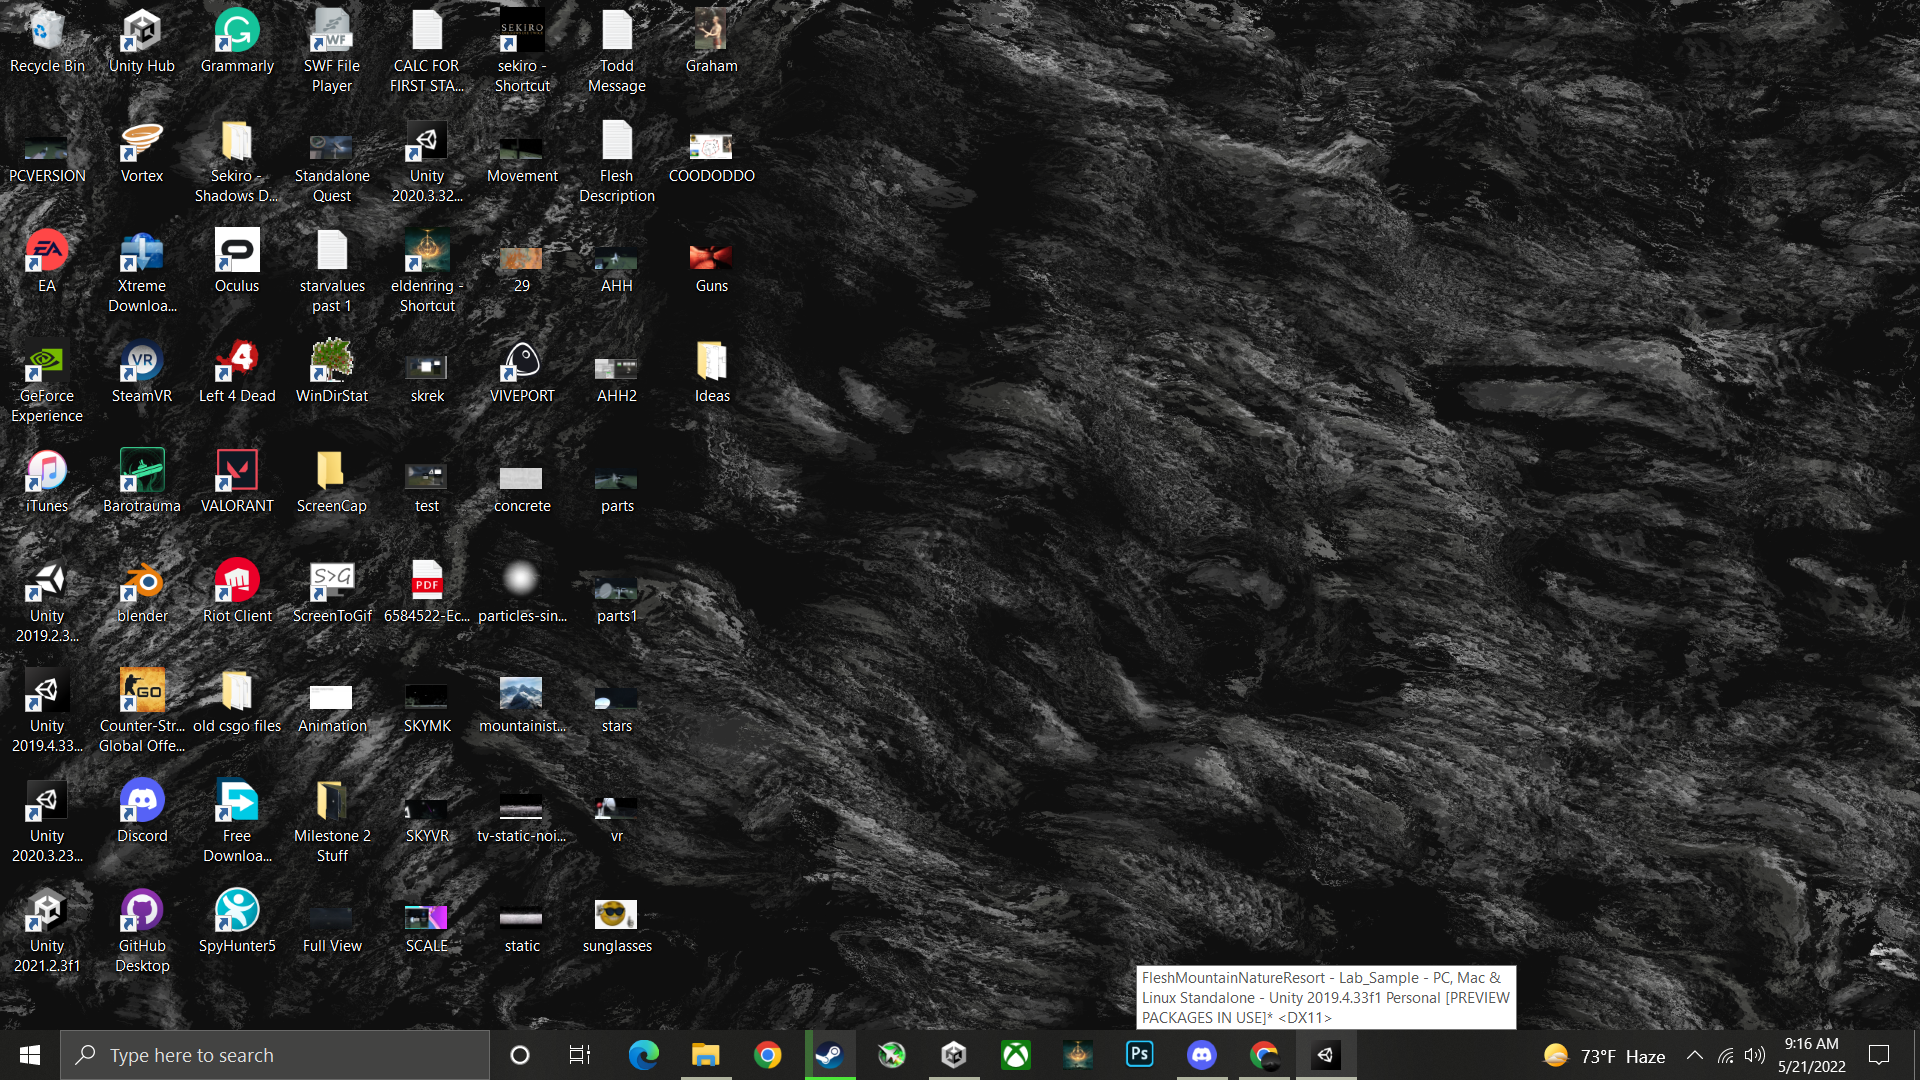 Recycle Bin
Unity Hub
Grammarly
SWF File
Player
CALC FOR
FIRST STA...
SEKIRO
sekiro -
Shortcut
Todd
Message
Graham
PCVERSION
Vortex
Sekiro -
Shadows D...
Standalone
Quest
Unity
2020.3.32...
Movement
Flesh
Description
COODODDO
EA
Xtreme
Downloa...
Oculus
starvalues
past 1
eldenring -
Shortcut
29
AHH
Guns
GeForce
Experience
SteamVR
Left 4 Dead
WinDirStat
skrek
VIVEPORT
AHH2
Ideas
iTunes
Barotrauma
VALORANT
ScreenCap
test
concrete
parts
Unity
2019.2.3...
blender
Riot Client
S>G
ScreenToGif
PDF
6584522-Ec...
particles-sin...
parts1
Unity
2019.4.33...
GO
Counter-Str...
Global Offe...
old csgo files
Animation
SKYMK
mountainist...
stars
Unity
2020.3.23...
Discord
Free
Downloa...
Milestone 2
Stuff
SKYVR
tv-static-noi...
vr
Unity
2021.2.3f1
GitHub
Desktop
SpyHunter5
Full View
SCALE
static
sunglasses
FleshMountainNatureResort - Lab_Sample - PC, Mac &
Linux Standalone - Unity 2019.4.33f1 Personal [PREVIEW
PACKAGES IN USE]* <DX11>
Type here to search
Ps
73°F Haze
9:16 AM
5/21/2022